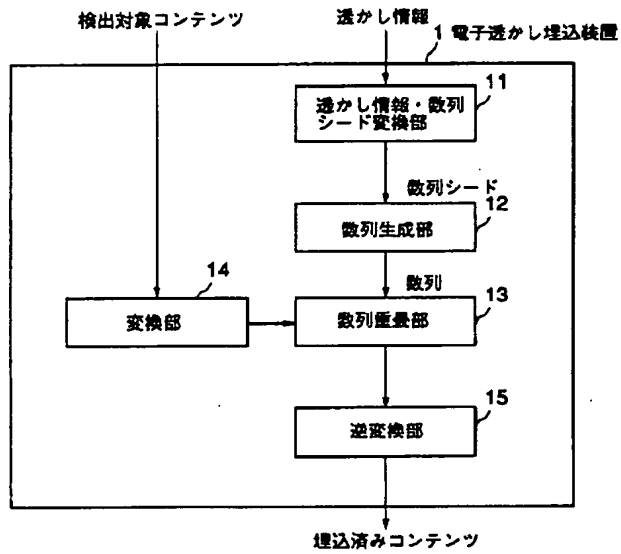 検出対象コンテンツ
透かし情報
1 電子透かし埋込装置
11
透かし情報・数列
シード変換部
数列シード
12
数列生成部
数列
14
変換部
13
数列重畳部
15
逆変換部
埋込済みコンテンツ